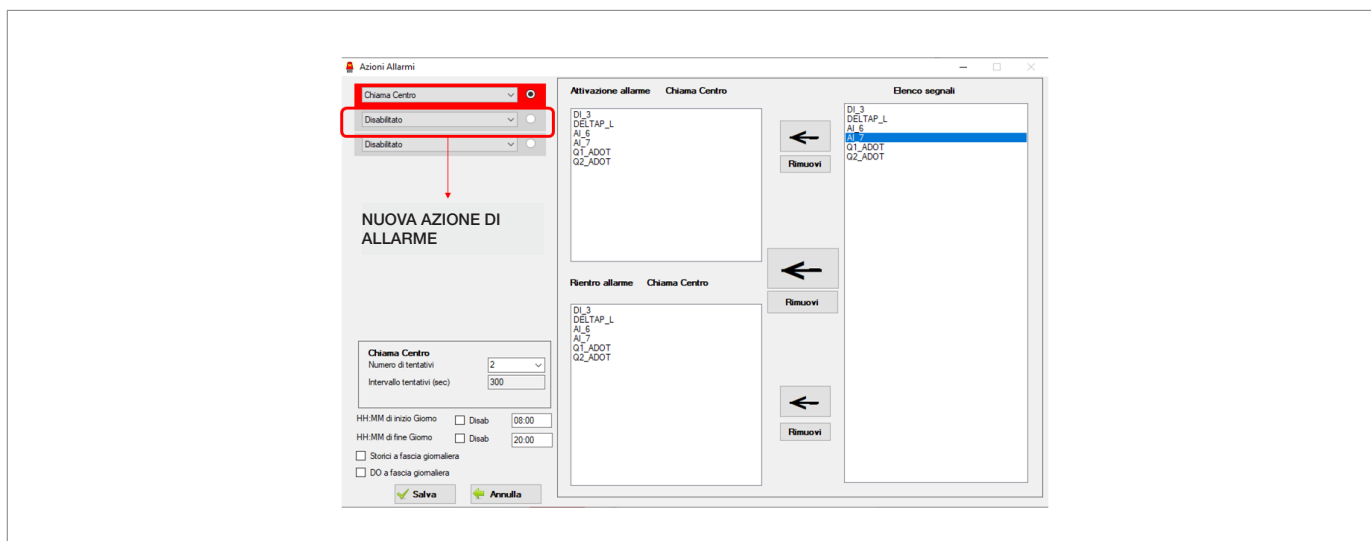 Azioni Allarmi
Chiama Centro
Disabilitato
Disabilitato
NUOVA AZIONE DI
ALLARME
Chiama Centro
Numero di tentativi 2
Intervallo tentativi (sec) 300
HH:MM di inizio Giorno Disab 08:00
HH:MM di fine Giorno Disab 20:00
Storici a fascia giornaliera
DO a fascia giornaliera
Salva Annulla
Attivazione allarme Chiama Centro
DI_3
DELTAP_L
AI_6
AI_7
Q1_ADOT
Q2_ADOT
Rientro allarme Chiama Centro
DI_3
DELTAP_L
AI_6
AI_7
Q1_ADOT
Q2_ADOT
Rimuovi
Rimuovi
Rimuovi
Elenco segnali
DI_3
DELTAP_L
AI_6
AI_7
Q1_ADOT
Q2_ADOT